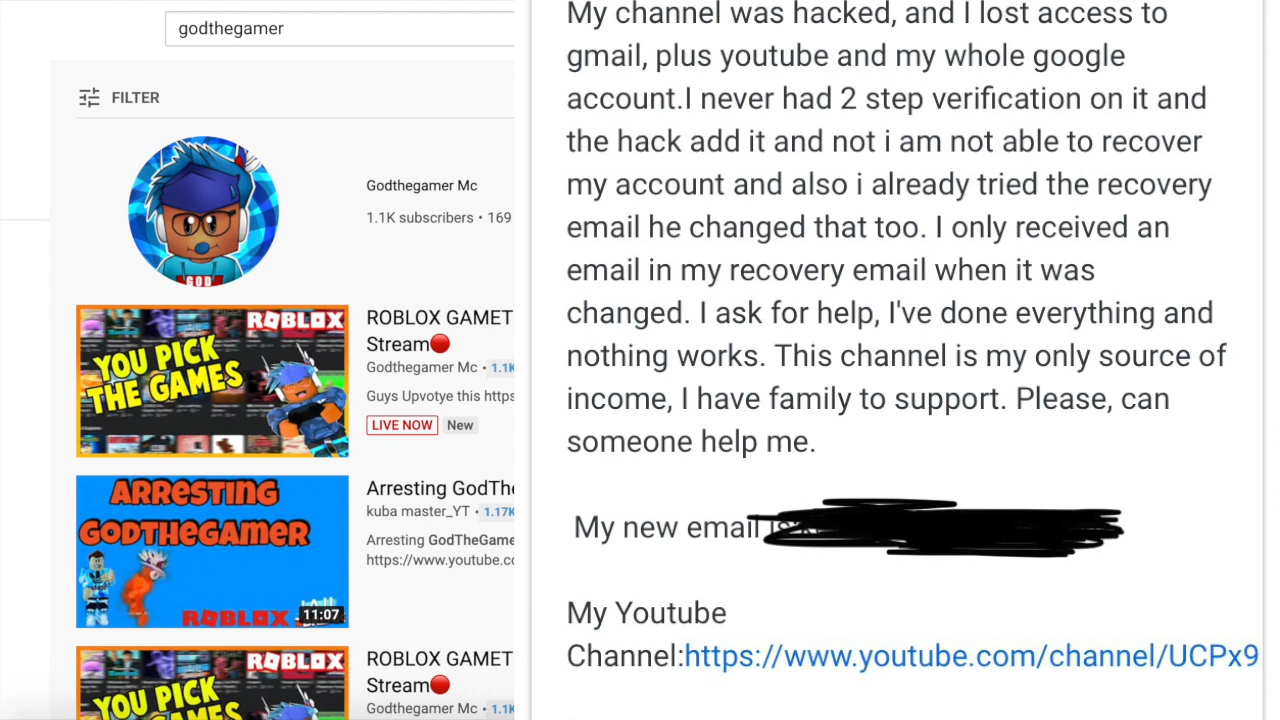 godthegamer
FILTER
Godthegamer Mc
1.1K subscribers • 169
GOD
ROBLOX
YOU PICK
THE GAMES
ROBLOX GAMET
Stream🔴
Godthegamer Mc • 1.1K
Guys Upvotye this https
LIVE NOW New
ARRESTING
GODTHEGAMER
ROBLOX
11:07
Arresting GodThe
kuba master_YT • 1.17K
Arresting GodTheGame
https://www.youtube.co
ROBLOX
YOU PICK
ROBLOX GAMET
Stream🔴
Godthegamer Mc • 1.1K
My channel was hacked, and I lost access to
gmail, plus youtube and my whole google
account.I never had 2 step verification on it and
the hack add it and not i am not able to recover
my account and also i already tried the recovery
email he changed that too. I only received an
email in my recovery email when it was
changed. I ask for help, I've done everything and
nothing works. This channel is my only source of
income, I have family to support. Please, can
someone help me.
My new email
My Youtube
Channel:https://www.youtube.com/channel/UCPx9